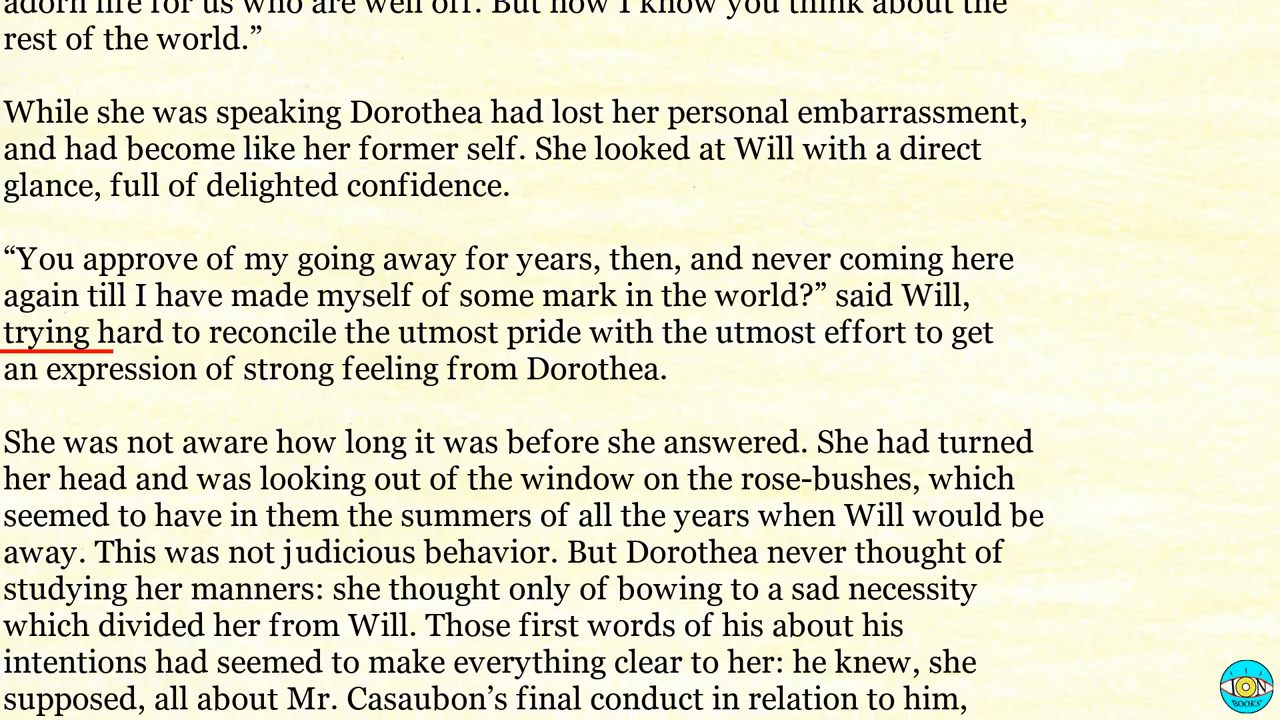 adorn life for us who are well off. But now I know you think about the
rest of the world.”
While she was speaking Dorothea had lost her personal embarrassment,
and had become like her former self. She looked at Will with a direct
glance, full of delighted confidence.
“You approve of my going away for years, then, and never coming here
again till I have made myself of some mark in the world?” said Will,
trying hard to reconcile the utmost pride with the utmost effort to get
an expression of strong feeling from Dorothea.
She was not aware how long it was before she answered. She had turned
her head and was looking out of the window on the rose-bushes, which
seemed to have in them the summers of all the years when Will would be
away. This was not judicious behavior. But Dorothea never thought of
studying her manners: she thought only of bowing to a sad necessity
which divided her from Will. Those first words of his about his
intentions had seemed to make everything clear to her: he knew, she
supposed, all about Mr. Casaubon’s final conduct in relation to him,
ION
BOOKS